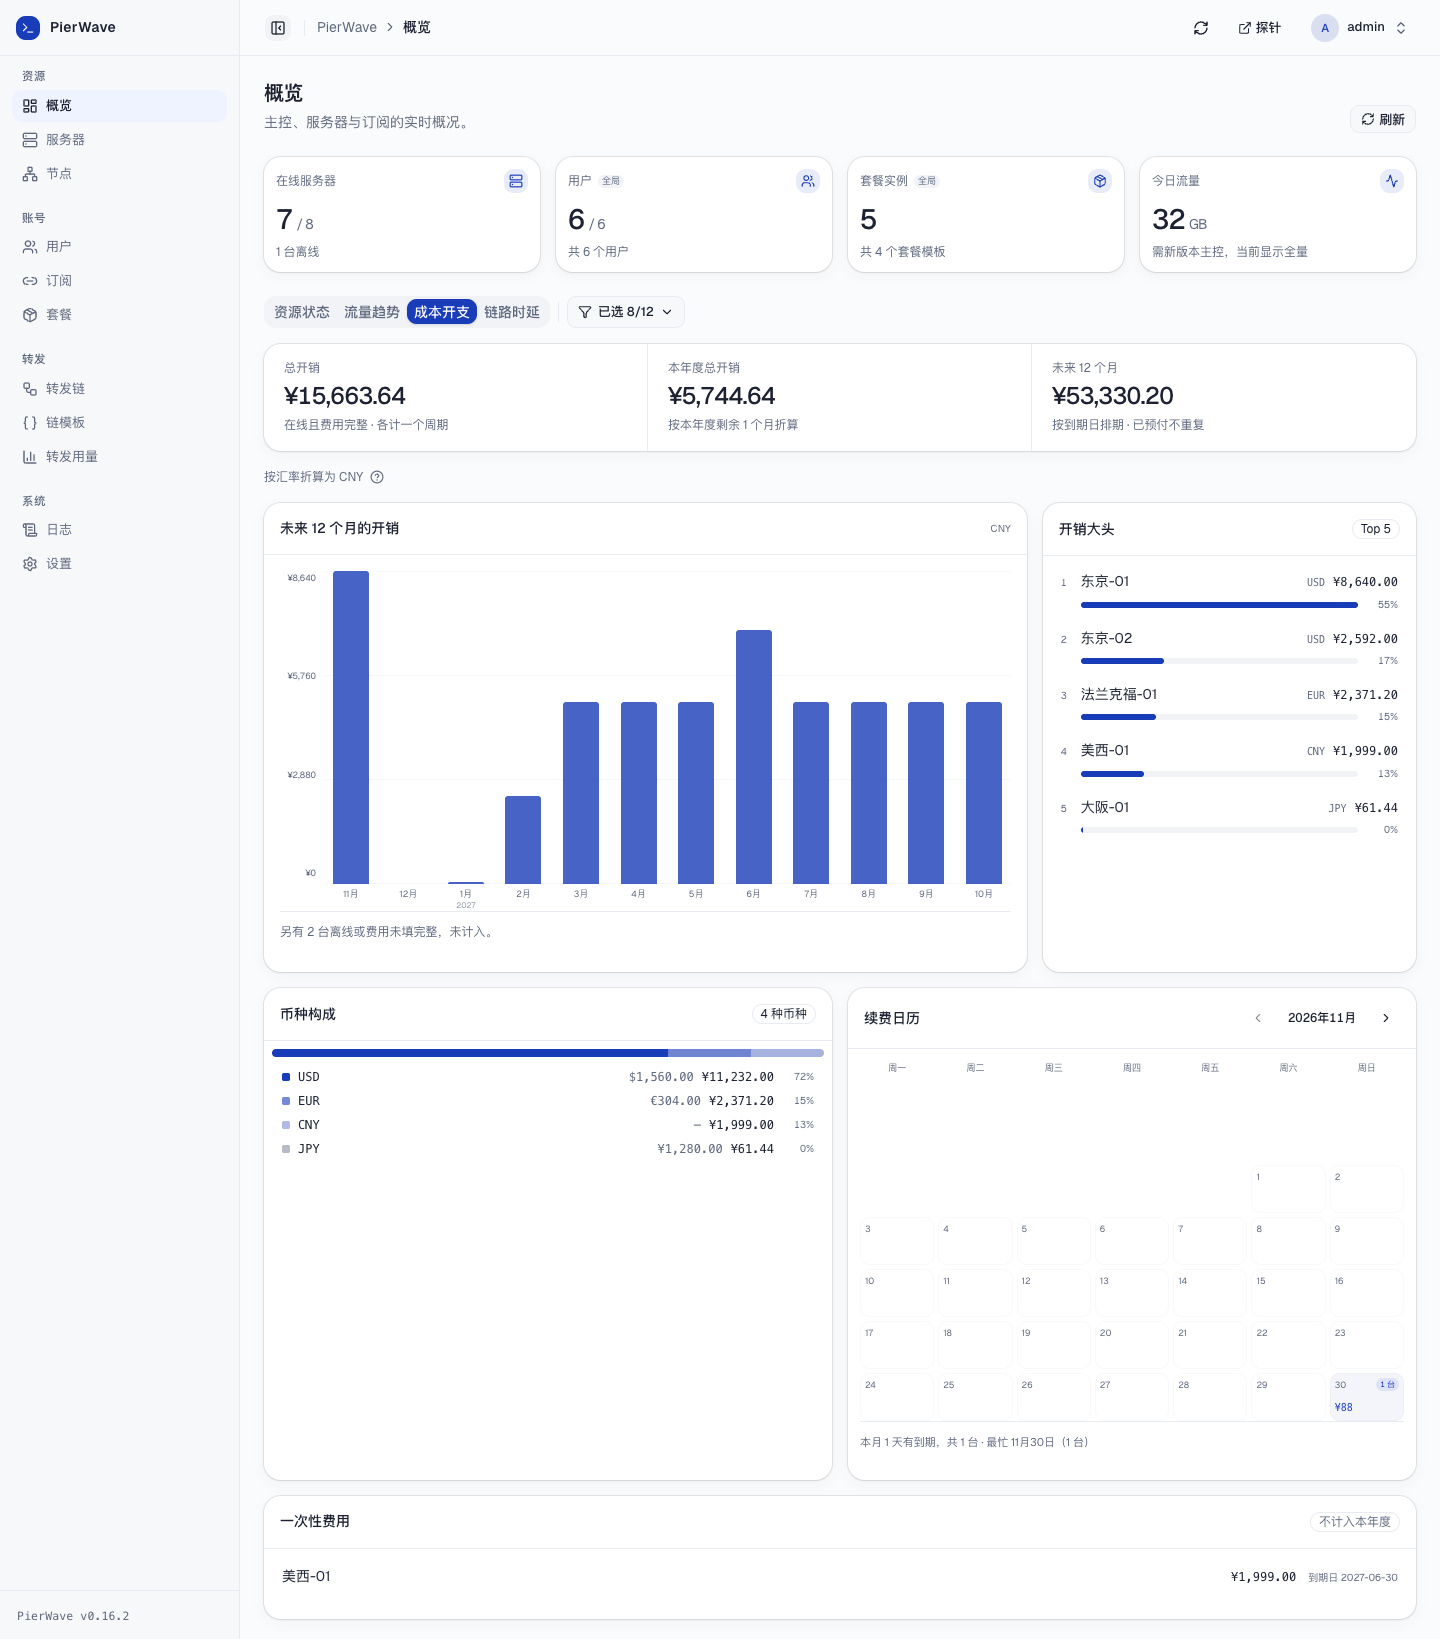 PierWave
PierWave > 概览
探针
A admin
资源
概览
服务器
节点
账号
用户
订阅
套餐
转发
转发链
链模板
转发用量
系统
日志
设置
PierWave v0.16.2
概览
主控、服务器与订阅的实时概况。
刷新
在线服务器
7 / 8
1 台离线
用户 全局
6 / 6
共 6 个用户
套餐实例 全局
5
共 4 个套餐模板
今日流量
32 GB
需新版本主控，当前显示全量
资源状态 流量趋势 成本开支 链路时延 已选 8/12
总开销
¥15,663.64
在线且费用完整 · 各计一个周期
本年度总开销
¥5,744.64
按本年度剩余 1 个月折算
未来 12 个月
¥53,330.20
按到期日排期 · 已预付不重复
按汇率折算为 CNY
未来 12 个月的开销 CNY
¥8,640
¥5,760
¥2,880
¥0
11月 12月 1月 2月 3月 4月 5月 6月 7月 8月 9月 10月
2027
另有 2 台离线或费用未填完整，未计入。
开销大头 Top 5
1 东京-01 USD ¥8,640.00
55%
2 东京-02 USD ¥2,592.00
17%
3 法兰克福-01 EUR ¥2,371.20
15%
4 美西-01 CNY ¥1,999.00
13%
5 大阪-01 JPY ¥61.44
0%
币种构成 4 种币种
USD $1,560.00 ¥11,232.00 72%
EUR €304.00 ¥2,371.20 15%
CNY — ¥1,999.00 13%
JPY ¥1,280.00 ¥61.44 0%
续费日历 2026年11月
周一 周二 周三 周四 周五 周六 周日
1 2
3 4 5 6 7 8 9
10 11 12 13 14 15 16
17 18 19 20 21 22 23
24 25 26 27 28 29 30 1 台
¥88
本月 1 天有到期，共 1 台 · 最忙 11月30日（1 台）
一次性费用 不计入本年度
美西-01 ¥1,999.00 到期日 2027-06-30